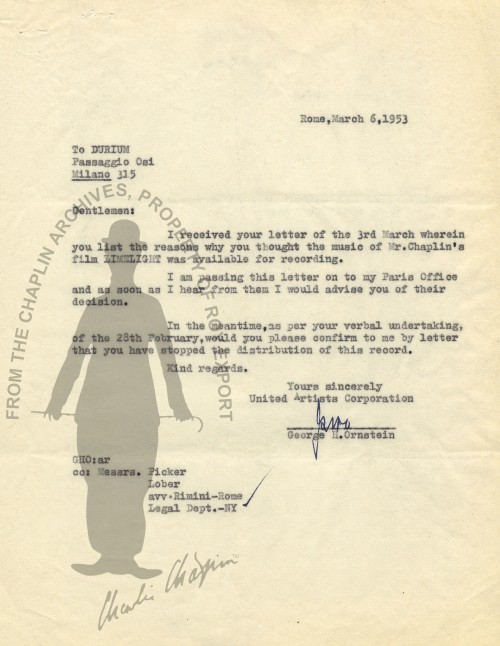 Rome,March 6,1953
To DURIUM
Passaggio Osi
Milano 315
Gentlemen:
I received your letter of the 3rd March wherein
you list the reasons why you thought the music of Mr.Chaplin's
film LIMELIGHT was available for recording.
I am passing this letter on to my Paris Office
and as soon as I hear from them I would advise you of their
decision.
In the meantime,as per your verbal undertaking,
of the 28th February,would you please confirm to me by letter
that you have stopped the distribution of this record.
Kind regards.
Yours sincerely
United Artists Corporation
George H.Ornstein
GHO:ar
cc: Messrs. Picker
Lober
avv.Rimini-Rome
Legal Dept.-NY
FROM THE CHAPLIN ARCHIVES, PROPERTY OF ROY EXPORT
Charlie Chaplin™